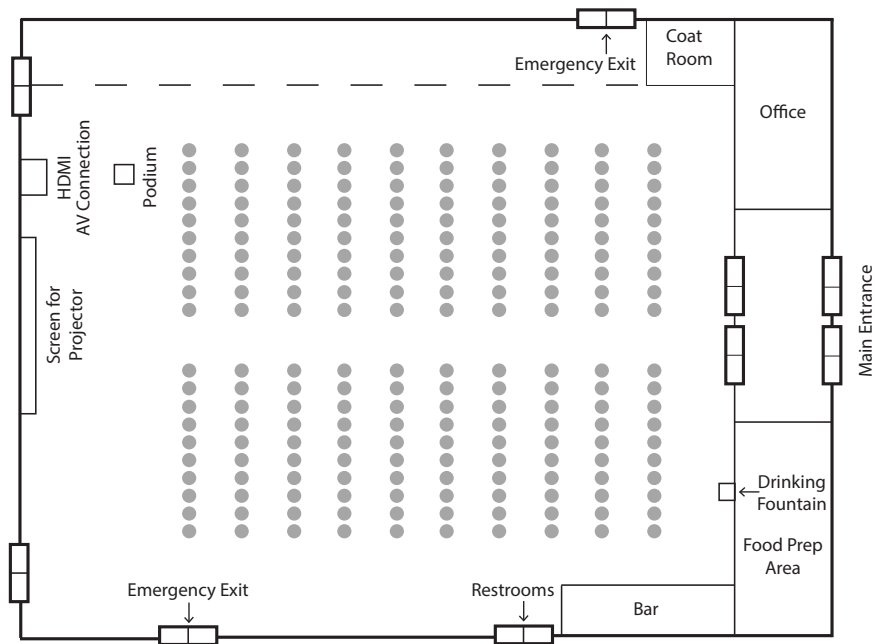 Coat
Room
Emergency Exit
Office
HDMI
AV Connection
Podium
Screen for
Projector
Main Entrance
Drinking
Fountain
Food Prep
Area
Emergency Exit
Restrooms
Bar